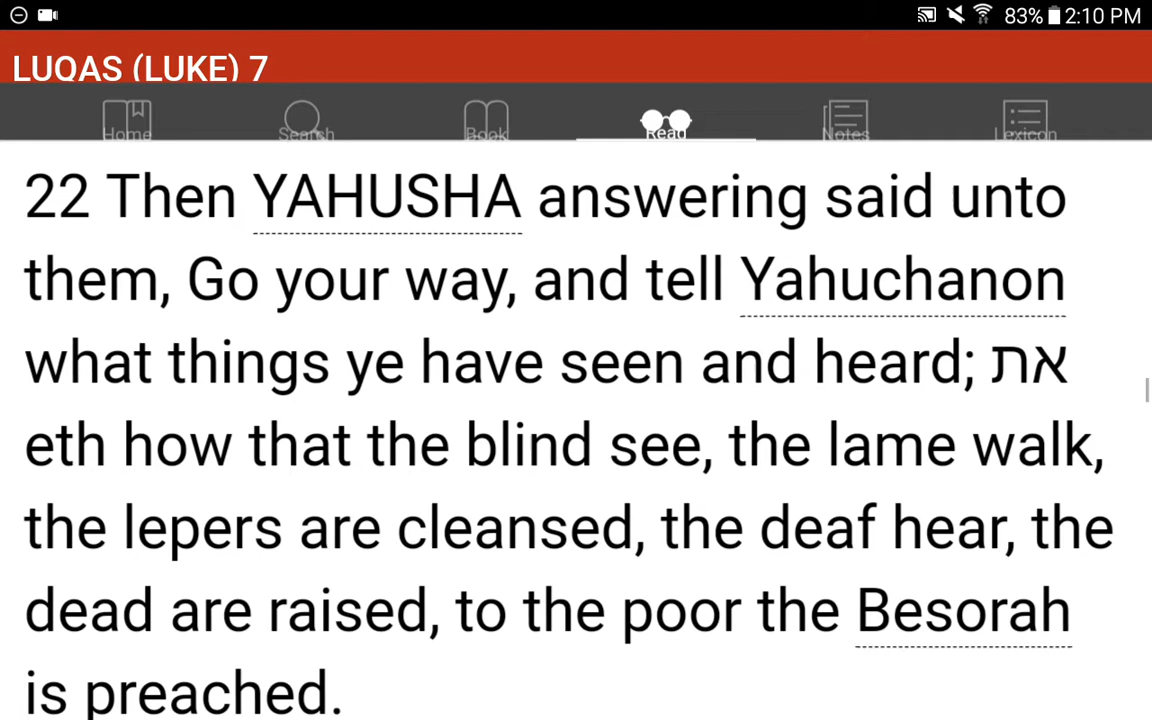 83% 2:10 PM
LUQAS (LUKE) 7
Home Search Book Read Notes Lexicon
22 Then YAHUSHA answering said unto
them, Go your way, and tell Yahuchanon
what things ye have seen and heard; את
eth how that the blind see, the lame walk,
the lepers are cleansed, the deaf hear, the
dead are raised, to the poor the Besorah
is preached.